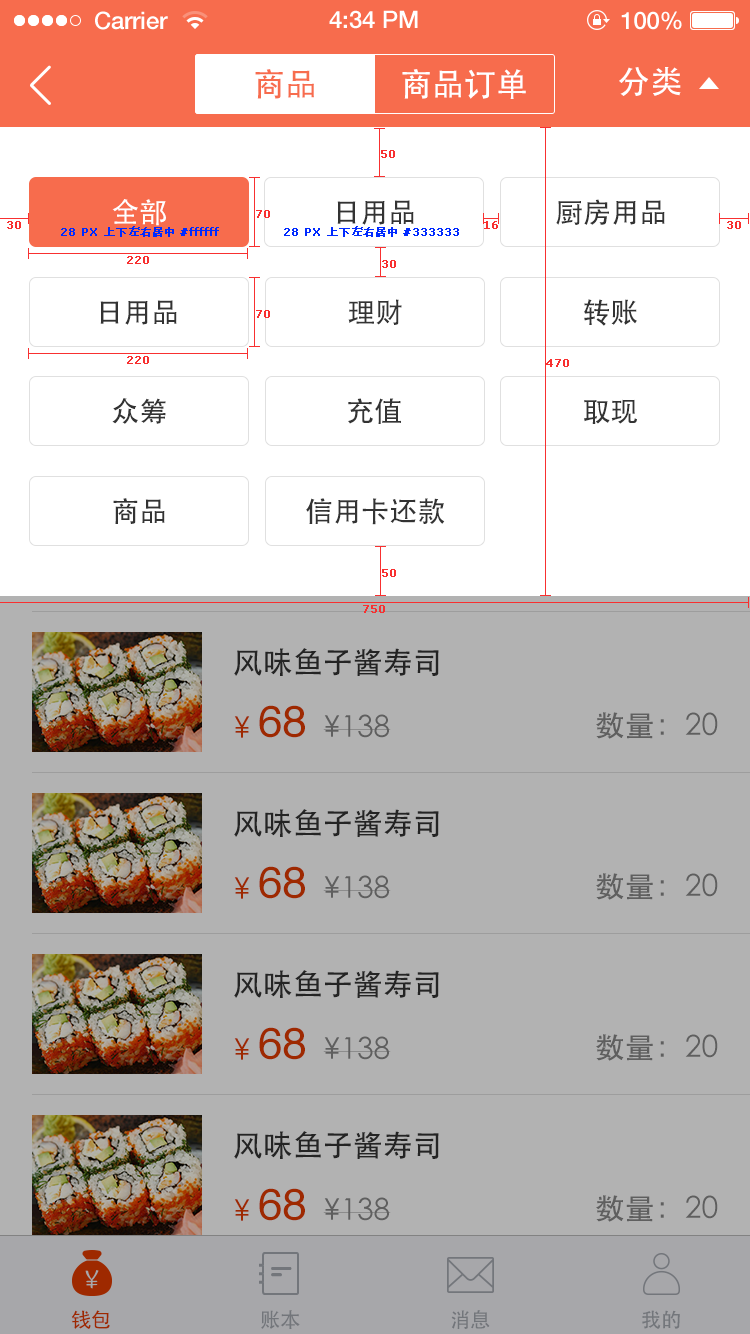 Carrier 4:34 PM 100%
商品 商品订单 分类
50
全部 日用品 厨房用品
30 28 PX 上下左右居中 #ffffff 70 28 PX 上下左右居中 #333333 16 30
220 30
日用品 理财 转账
70
220 470
众筹 充值 取现
商品 信用卡还款
50
750
风味鱼子酱寿司
¥ 68 ¥138 数量： 20
风味鱼子酱寿司
¥ 68 ¥138 数量： 20
风味鱼子酱寿司
¥ 68 ¥138 数量： 20
风味鱼子酱寿司
¥ 68 ¥138 数量： 20
¥
钱包 账本 消息 我的